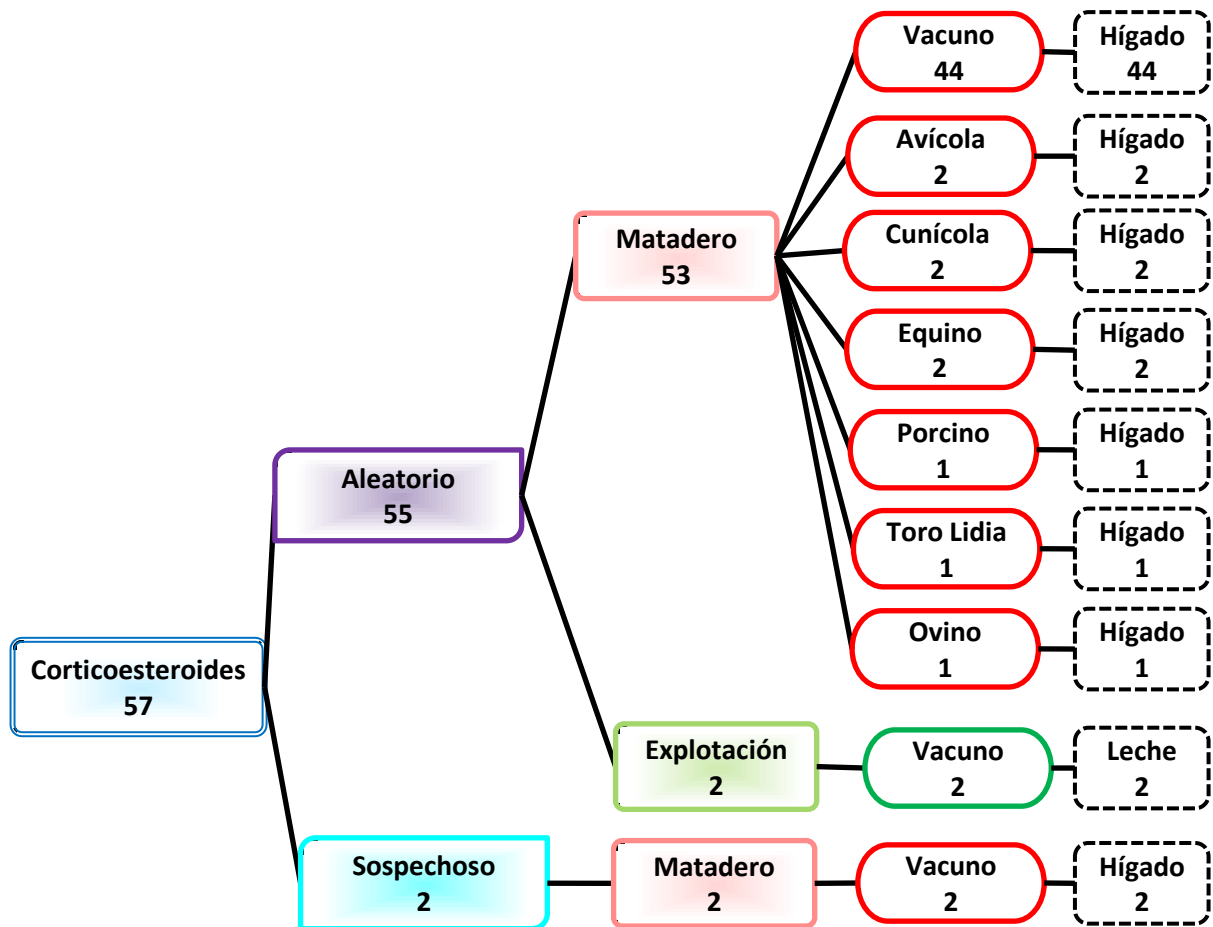 Vacuno
44
Hígado
44
Avícola
2
Hígado
2
Matadero
53
Cunícola
2
Hígado
2
Equino
2
Hígado
2
Porcino
1
Hígado
1
Aleatorio
55
Toro Lidia
1
Hígado
1
Ovino
1
Hígado
1
Corticoesteroides
57
Explotación
2
Vacuno
2
Leche
2
Sospechoso
2
Matadero
2
Vacuno
2
Hígado
2